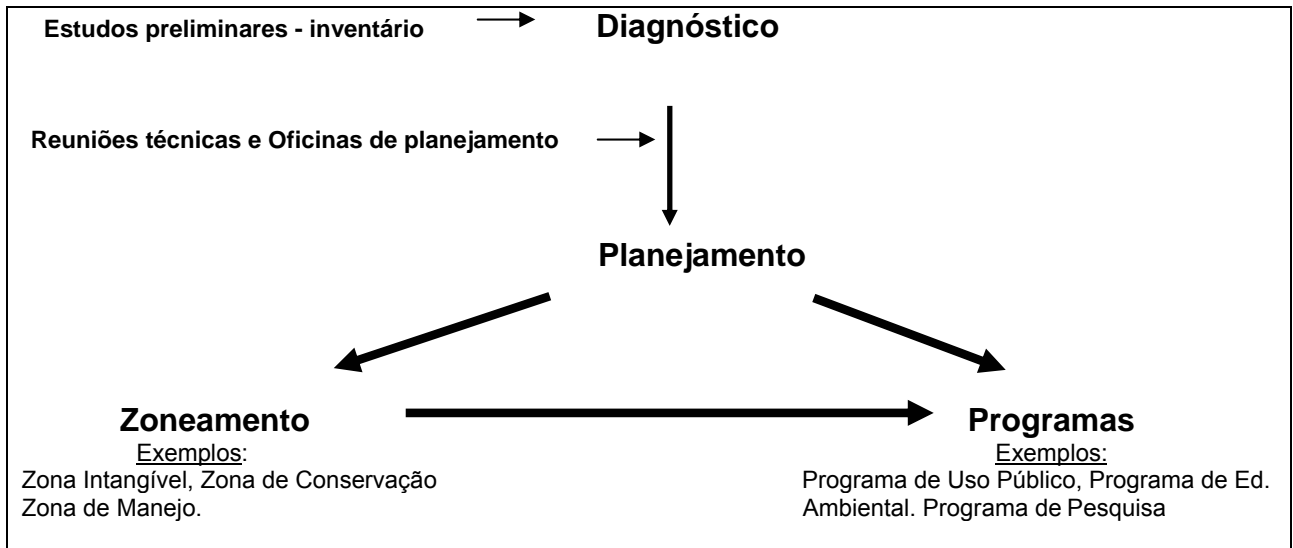 Estudos preliminares - inventário
Diagnóstico
Reuniões técnicas e Oficinas de planejamento
Planejamento
Zoneamento
Exemplos:
Zona Intangível, Zona de Conservação
Zona de Manejo.
Programas
Exemplos:
Programa de Uso Público, Programa de Ed.
Ambiental. Programa de Pesquisa